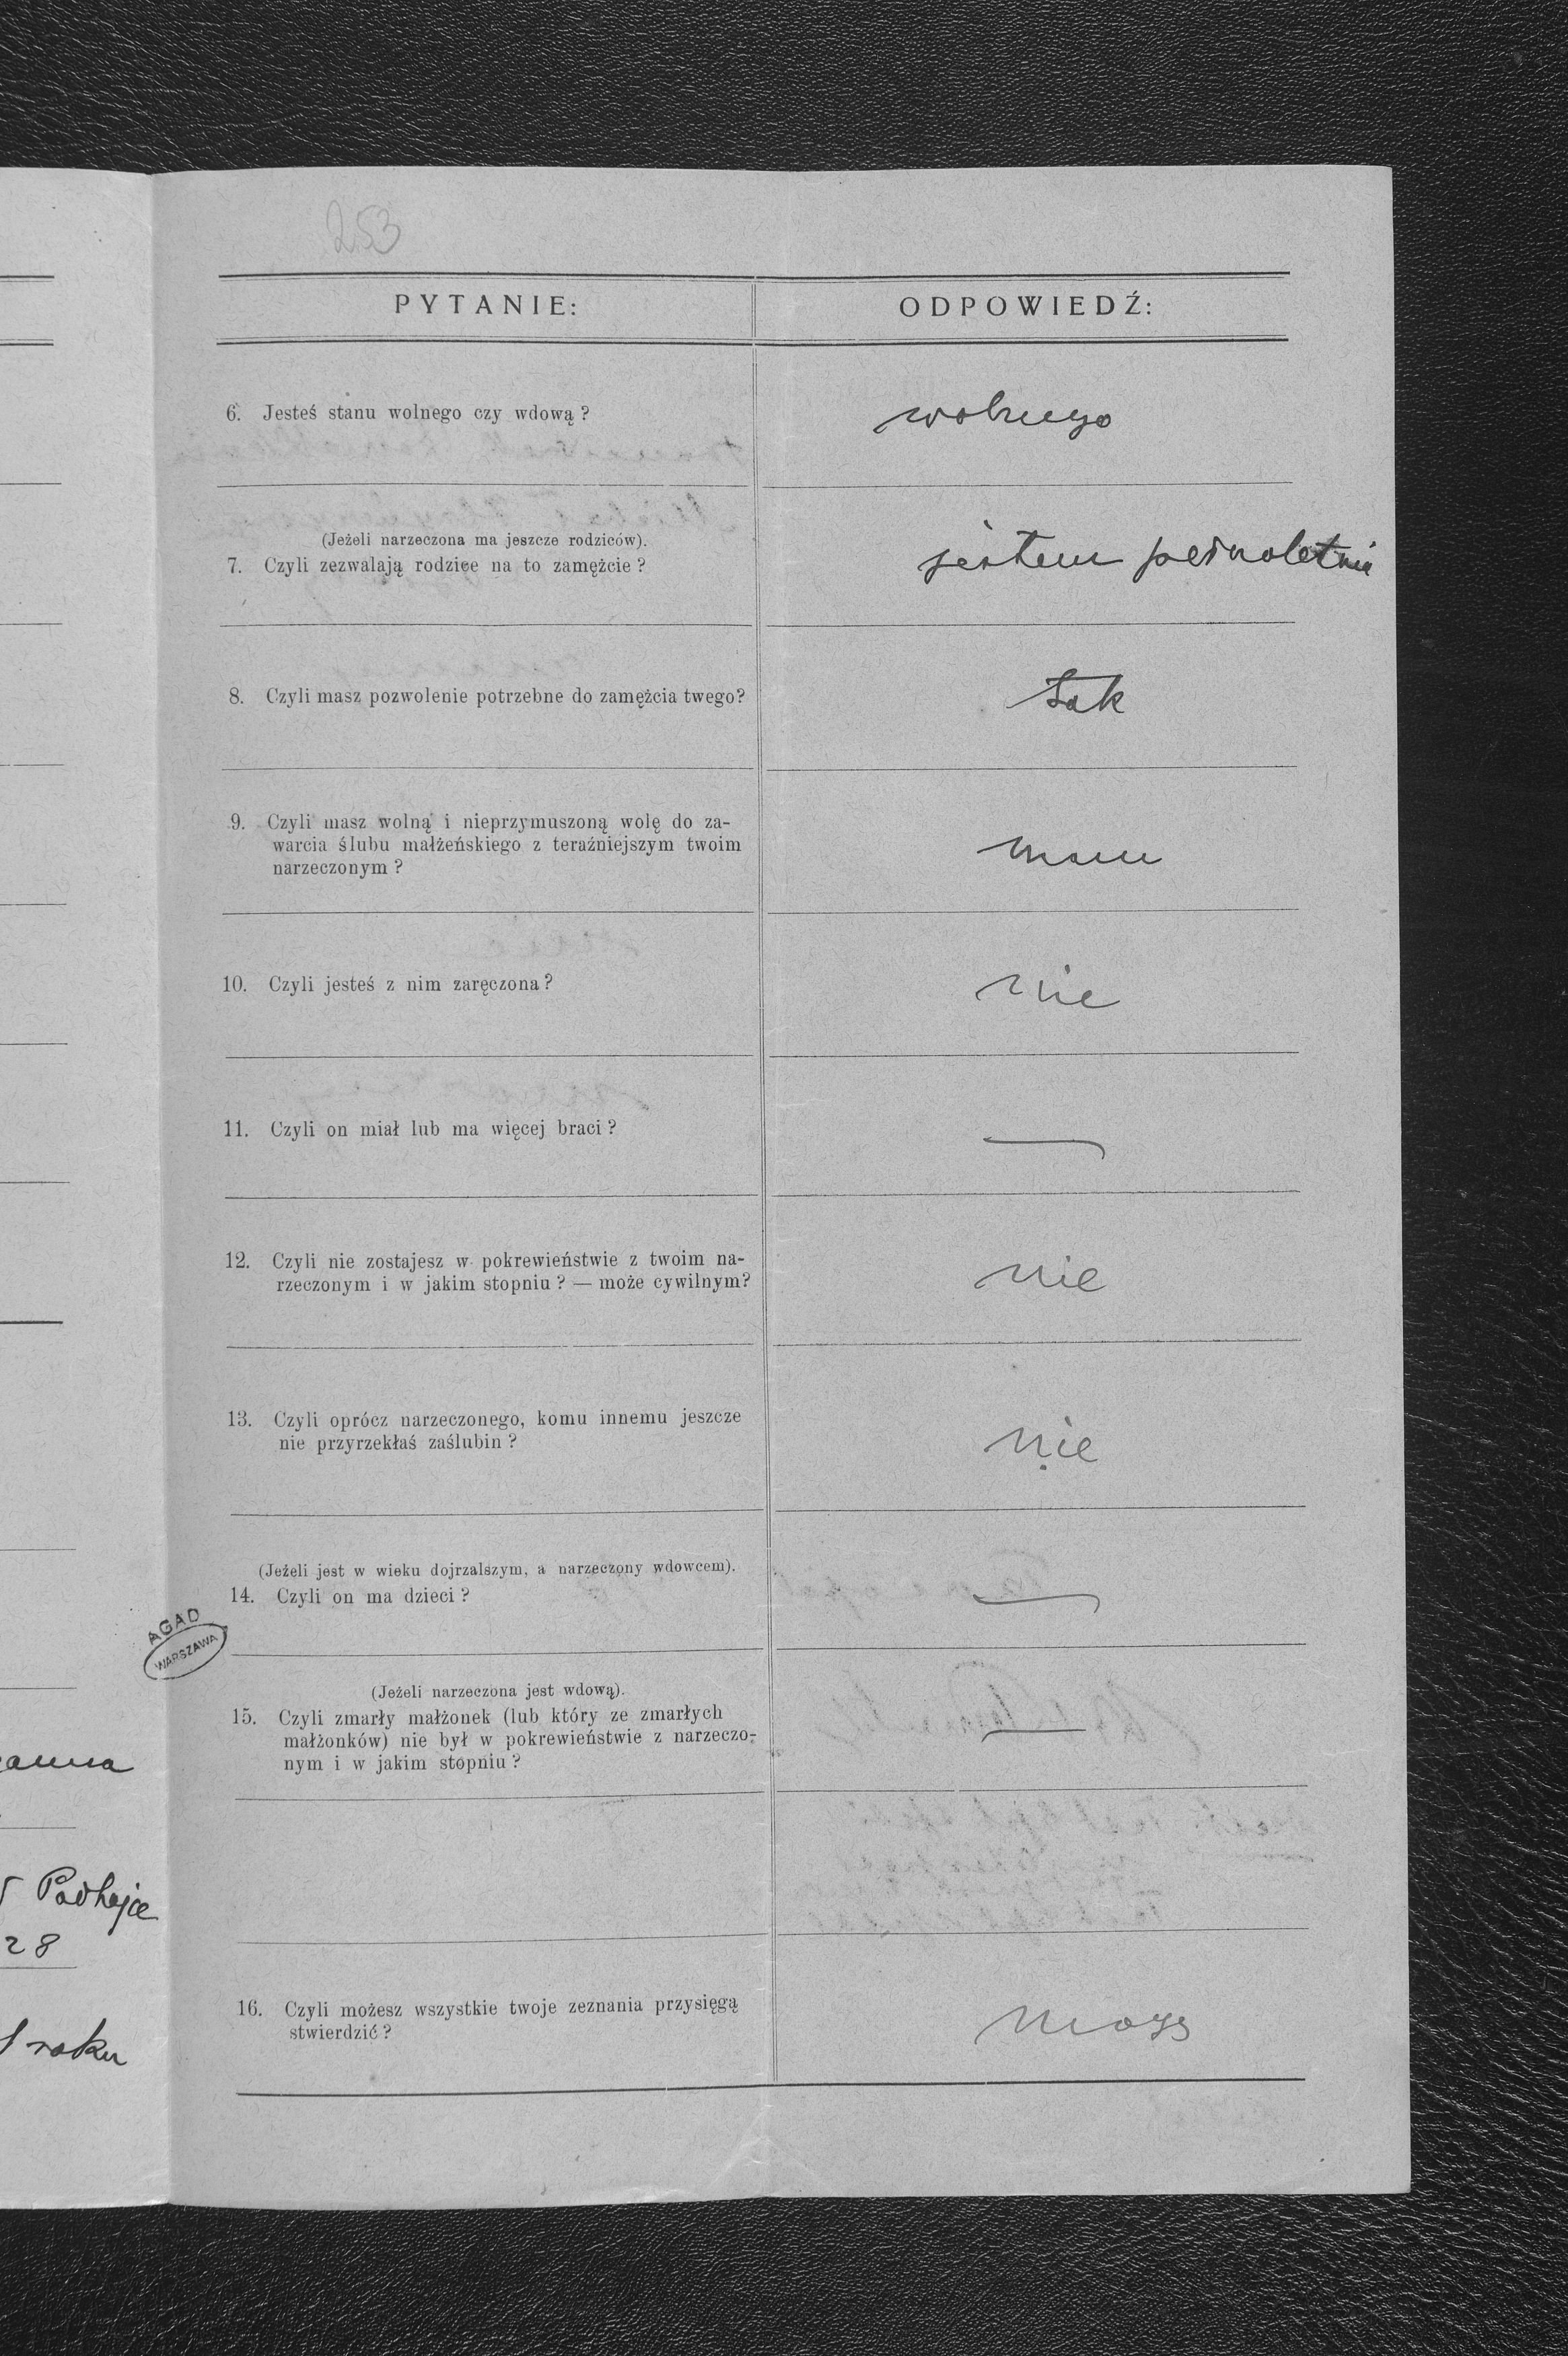 253
PYTANIE: ODPOWIEDŹ:
6. Jesteś stanu wolnego czy wdową? wolnego
(Jeżeli narzeczona ma jeszcze rodziców).
7. Czyli zezwalają rodzice na to zamęźcie? jestem pełnoletnia
8. Czyli masz pozwolenie potrzebne do zamężcia twego? tak
9. Czyli masz wolną i nieprzymuszoną wolę do za-
warcia ślubu małżeńskiego z teraźniejszym twoim
narzeczonym? mam
10. Czyli jesteś z nim zaręczona? nie
11. Czyli on miał lub ma więcej braci? —
12. Czyli nie zostajesz w pokrewieństwie z twoim na-
rzeczonym i w jakim stopniu? — może cywilnym? nie
13. Czyli oprócz narzeczonego, komu innemu jeszcze
nie przyrzekłaś zaślubin? nie
(Jeżeli jest w wieku dojrzalszym, a narzeczony wdowcem).
14. Czyli on ma dzieci? —
AGAD
WARSZAWA
(Jeżeli narzeczona jest wdową).
15. Czyli zmarły małżonek (lub który ze zmarłych
małżonków) nie był w pokrewieństwie z narzeczo-
nym i w jakim stopniu? —
Podhajce
28
16. Czyli możesz wszystkie twoje zeznania przysięgą
stwierdzić? mogę
roku